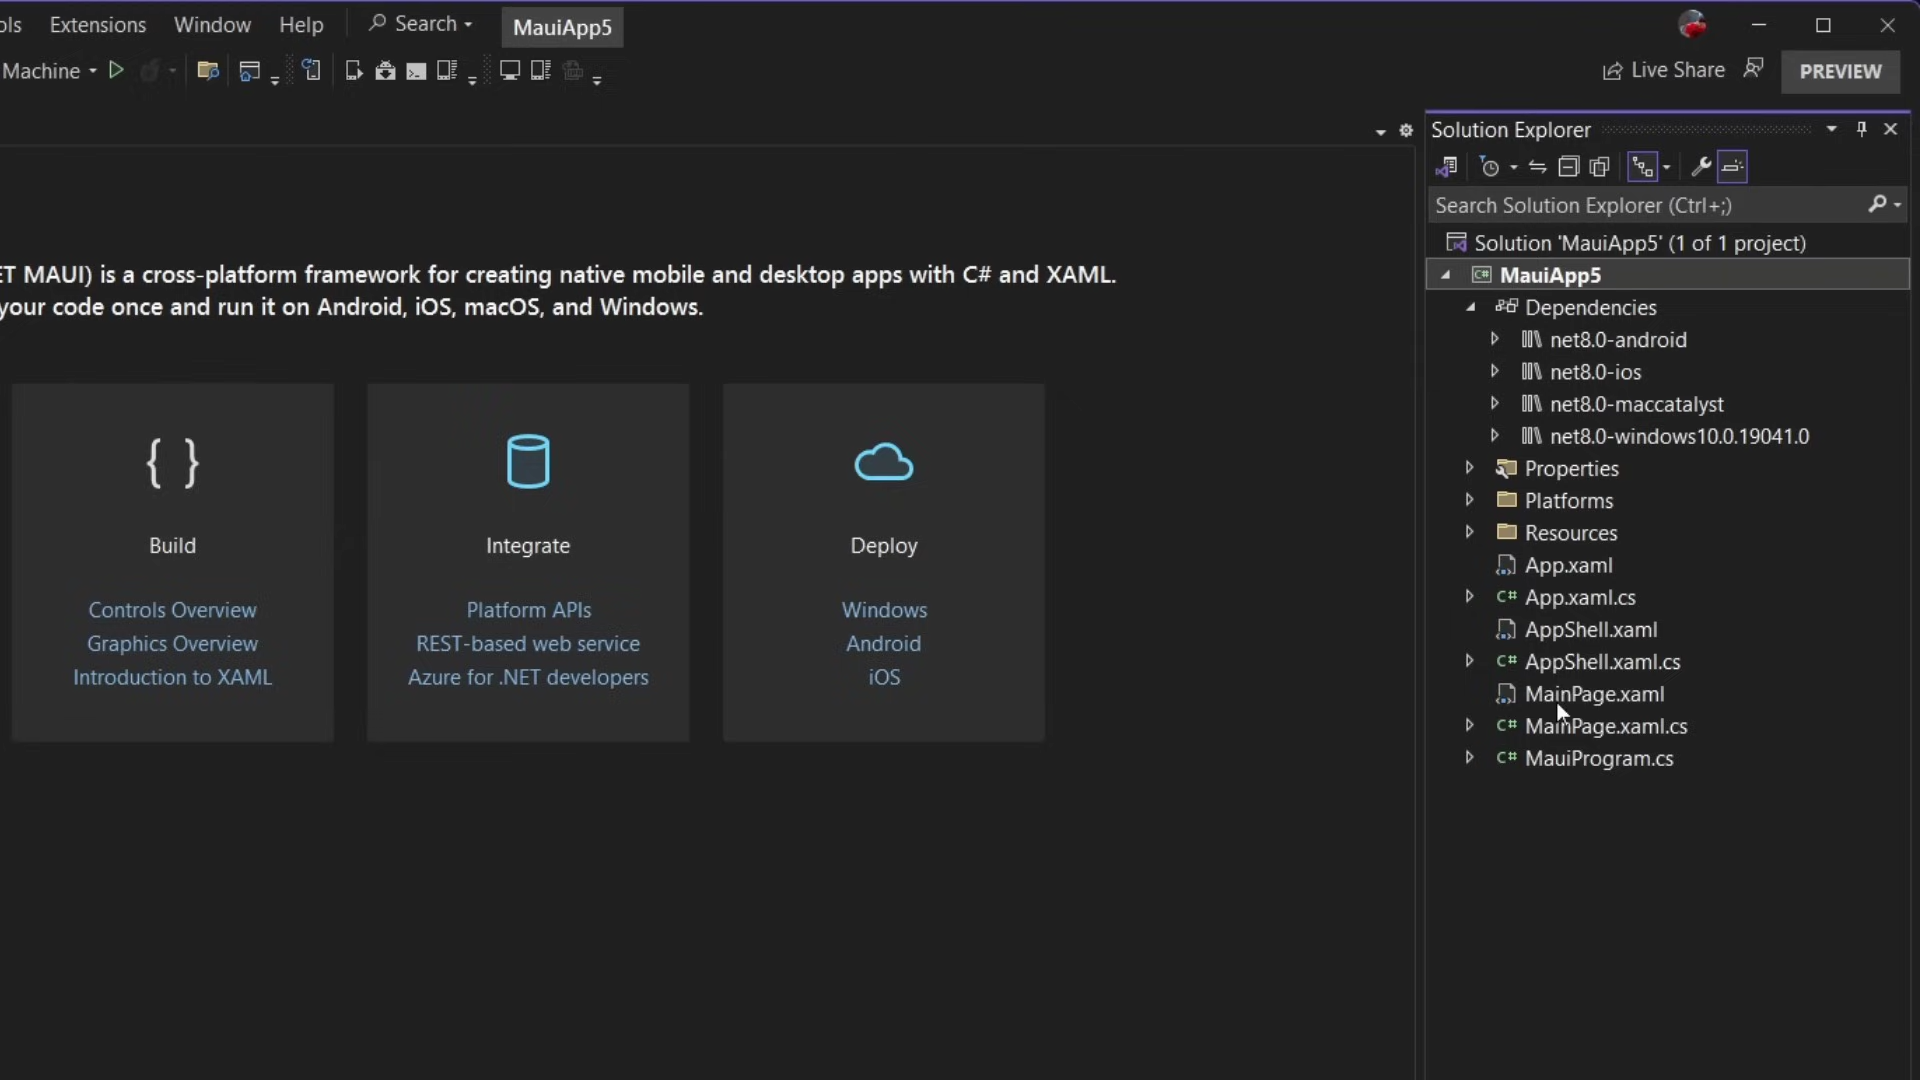 ols Extensions Window Help Search MauiApp5
Machine
Live Share PREVIEW
ET MAUI) is a cross-platform framework for creating native mobile and desktop apps with C# and XAML.
your code once and run it on Android, iOS, macOS, and Windows.
{ }
Build
Controls Overview
Graphics Overview
Introduction to XAML
Integrate
Platform APIs
REST-based web service
Azure for .NET developers
Deploy
Windows
Android
iOS
Solution Explorer
Search Solution Explorer (Ctrl+;)
Solution 'MauiApp5' (1 of 1 project)
C# MauiApp5
Dependencies
net8.0-android
net8.0-ios
net8.0-maccatalyst
net8.0-windows10.0.19041.0
Properties
Platforms
Resources
App.xaml
C# App.xaml.cs
AppShell.xaml
C# AppShell.xaml.cs
MainPage.xaml
C# MainPage.xaml.cs
C# MauiProgram.cs